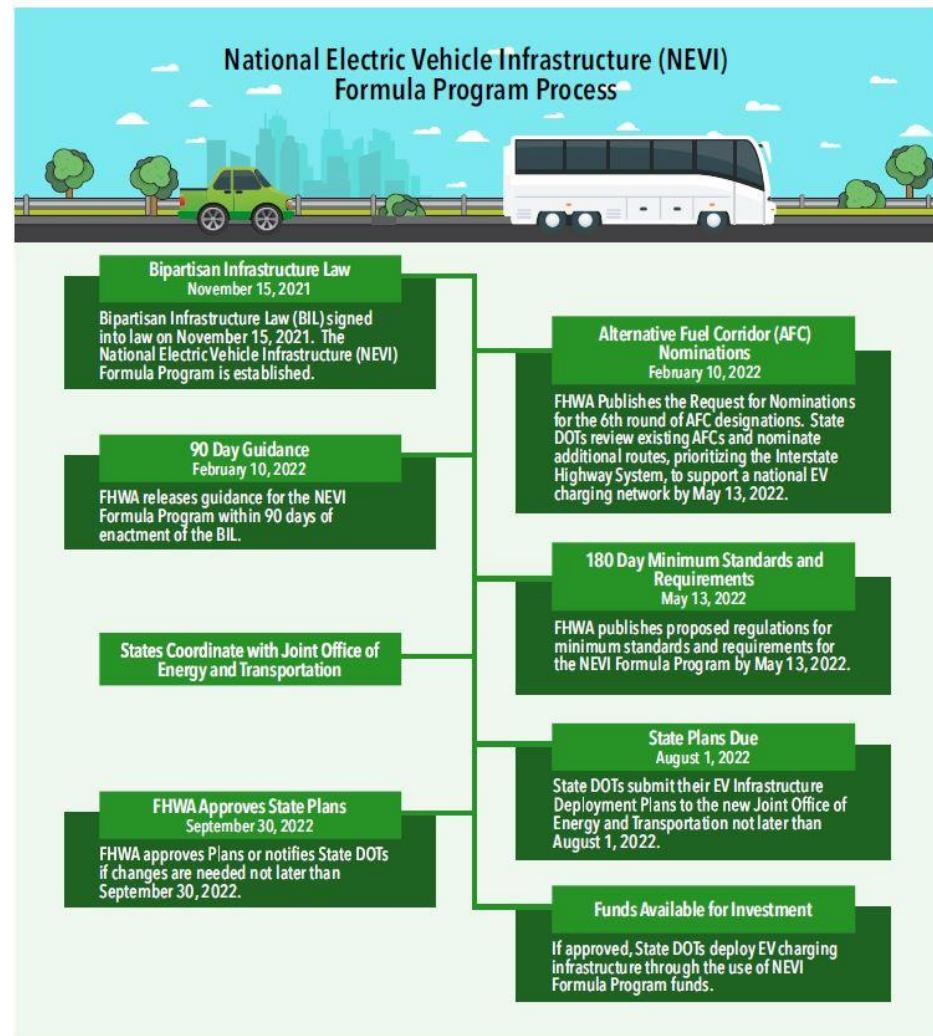 National Electric Vehicle Infrastructure (NEVI)
Formula Program Process
Bipartisan Infrastructure Law
November 15, 2021
Bipartisan Infrastructure Law (BIL) signed
into law on November 15, 2021. The
National Electric Vehicle Infrastructure (NEVI)
Formula Program is established.
Alternative Fuel Corridor (AFC)
Nominations
February 10, 2022
FHWA Publishes the Request for Nominations
for the 6th round of AFC designations. State
DOTs review existing AFCs and nominate
additional routes, prioritizing the Interstate
Highway System, to support a national EV
charging network by May 13, 2022.
90 Day Guidance
February 10, 2022
FHWA releases guidance for the NEVI
Formula Program within 90 days of
enactment of the BIL.
180 Day Minimum Standards and
Requirements
May 13, 2022
FHWA publishes proposed regulations for
minimum standards and requirements for
the NEVI Formula Program by May 13, 2022.
States Coordinate with Joint Office of
Energy and Transportation
State Plans Due
August 1, 2022
State DOTs submit their EV Infrastructure
Deployment Plans to the new Joint Office of
Energy and Transportation not later than
August 1, 2022.
FHWA Approves State Plans
September 30, 2022
FHWA approves Plans or notifies State DOTs
if changes are needed not later than
September 30, 2022.
Funds Available for Investment
If approved, State DOTs deploy EV charging
infrastructure through the use of NEVI
Formula Program funds.